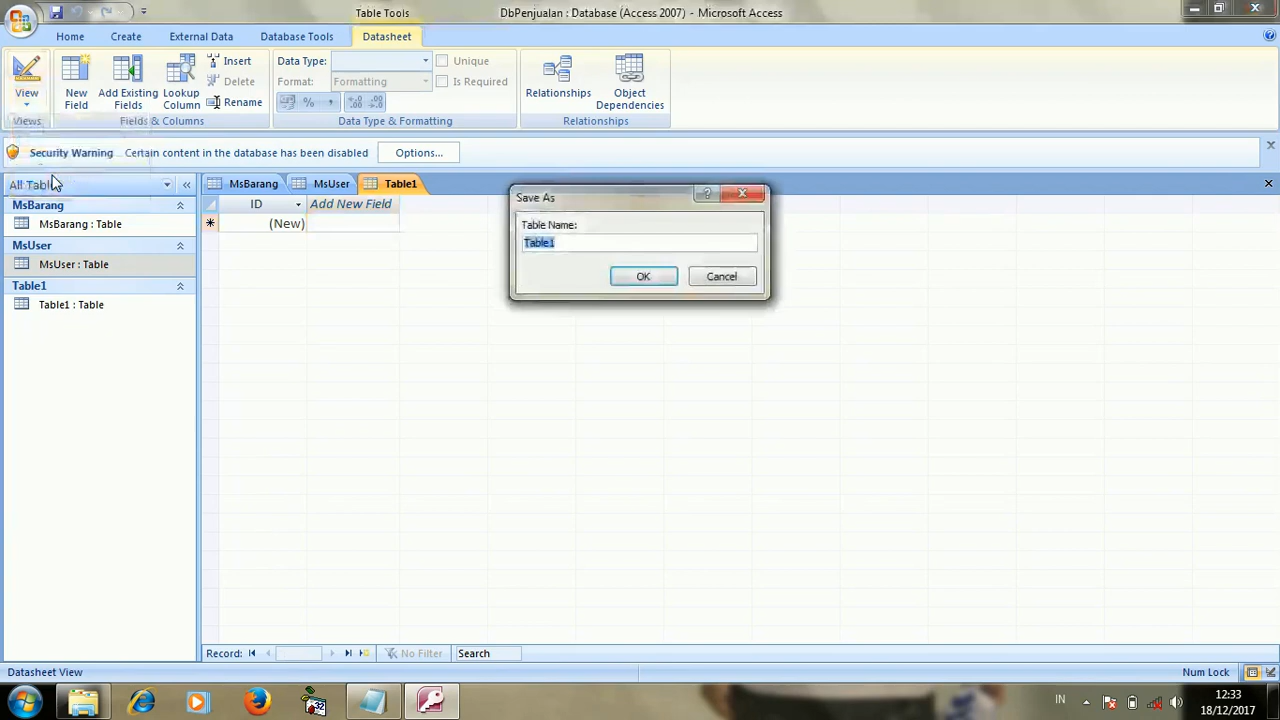 Table Tools
DbPenjualan : Database (Access 2007) - Microsoft Access
Home
Create
External Data
Database Tools
Datasheet
View
New Field
Add Existing Fields
Lookup Column
Insert
Delete
Rename
Data Type:
Format:
Formatting
%
,
Unique
Is Required
Relationships
Object Dependencies
Views
Fields & Columns
Data Type & Formatting
Relationships
Security Warning
Certain content in the database has been disabled
Options...
All Tables
MsBarang
MsBarang : Table
MsUser
MsUser : Table
Table1
Table1 : Table
MsBarang
MsUser
Table1
ID
Add New Field
(New)
Save As
Table Name:
Table1
OK
Cancel
Record:
No Filter
Search
Datasheet View
Num Lock
32
IN
12:33
18/12/2017